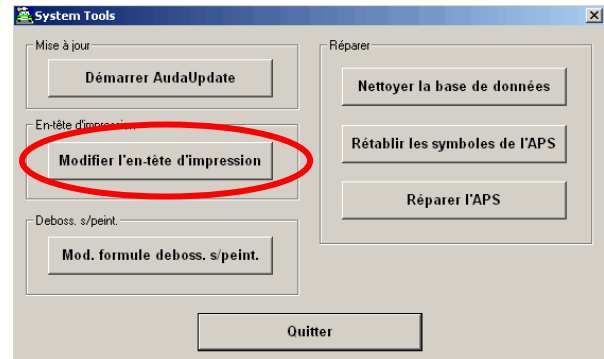 System Tools
Mise à jour
Démarrer AudaUpdate
En-tête d'impression
Modifier l'en-tête d'impression
Deboss. s/peint.
Mod. formule deboss. s/peint.
Réparer
Nettoyer la base de données
Rétablir les symboles de l'APS
Réparer l'APS
Quitter